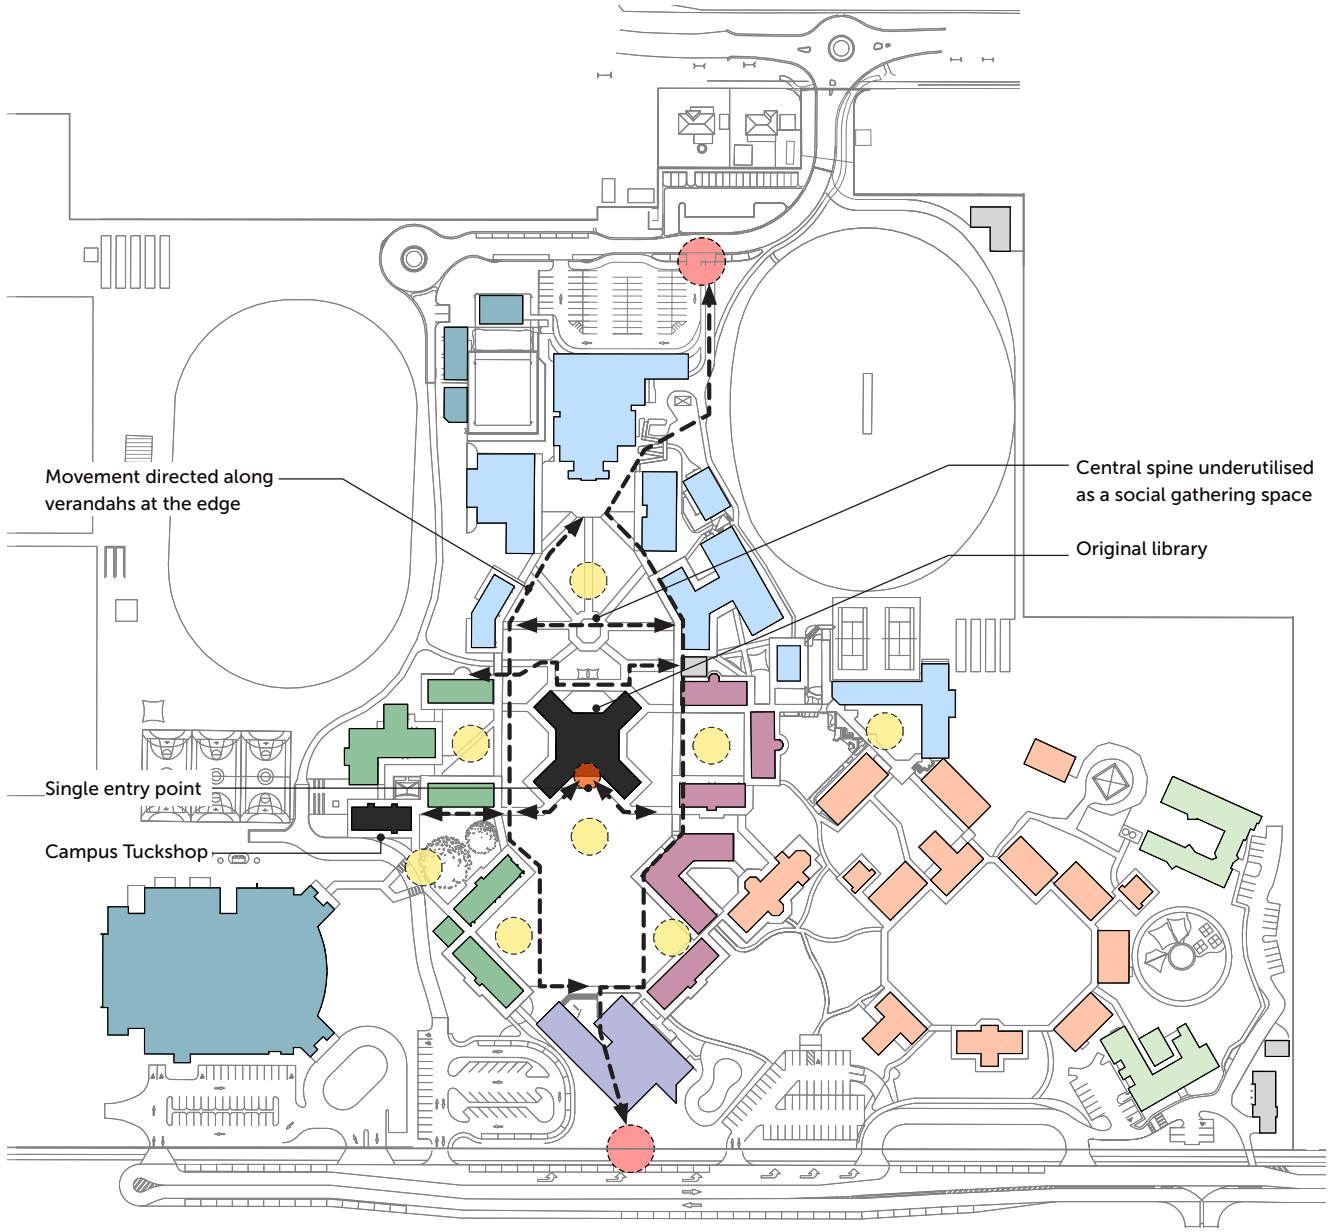 Movement directed along
verandahs at the edge
Central spine underutilised
as a social gathering space
Original library
Single entry point
Campus Tuckshop